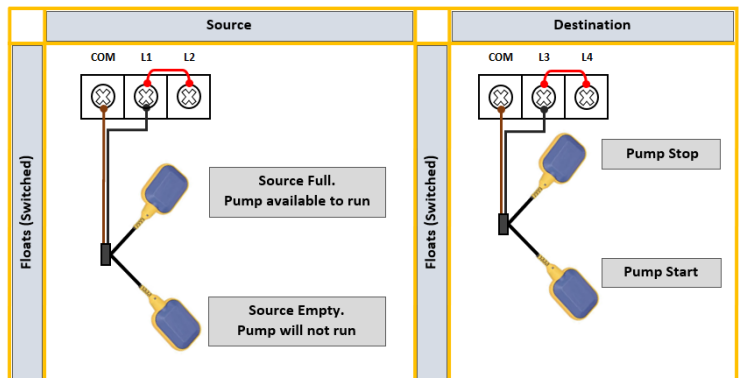 Source
Destination
Floats (Switched)
COM L1 L2
Source Full.
Pump available to run
Source Empty.
Pump will not run
Floats (Switched)
COM L3 L4
Pump Stop
Pump Start